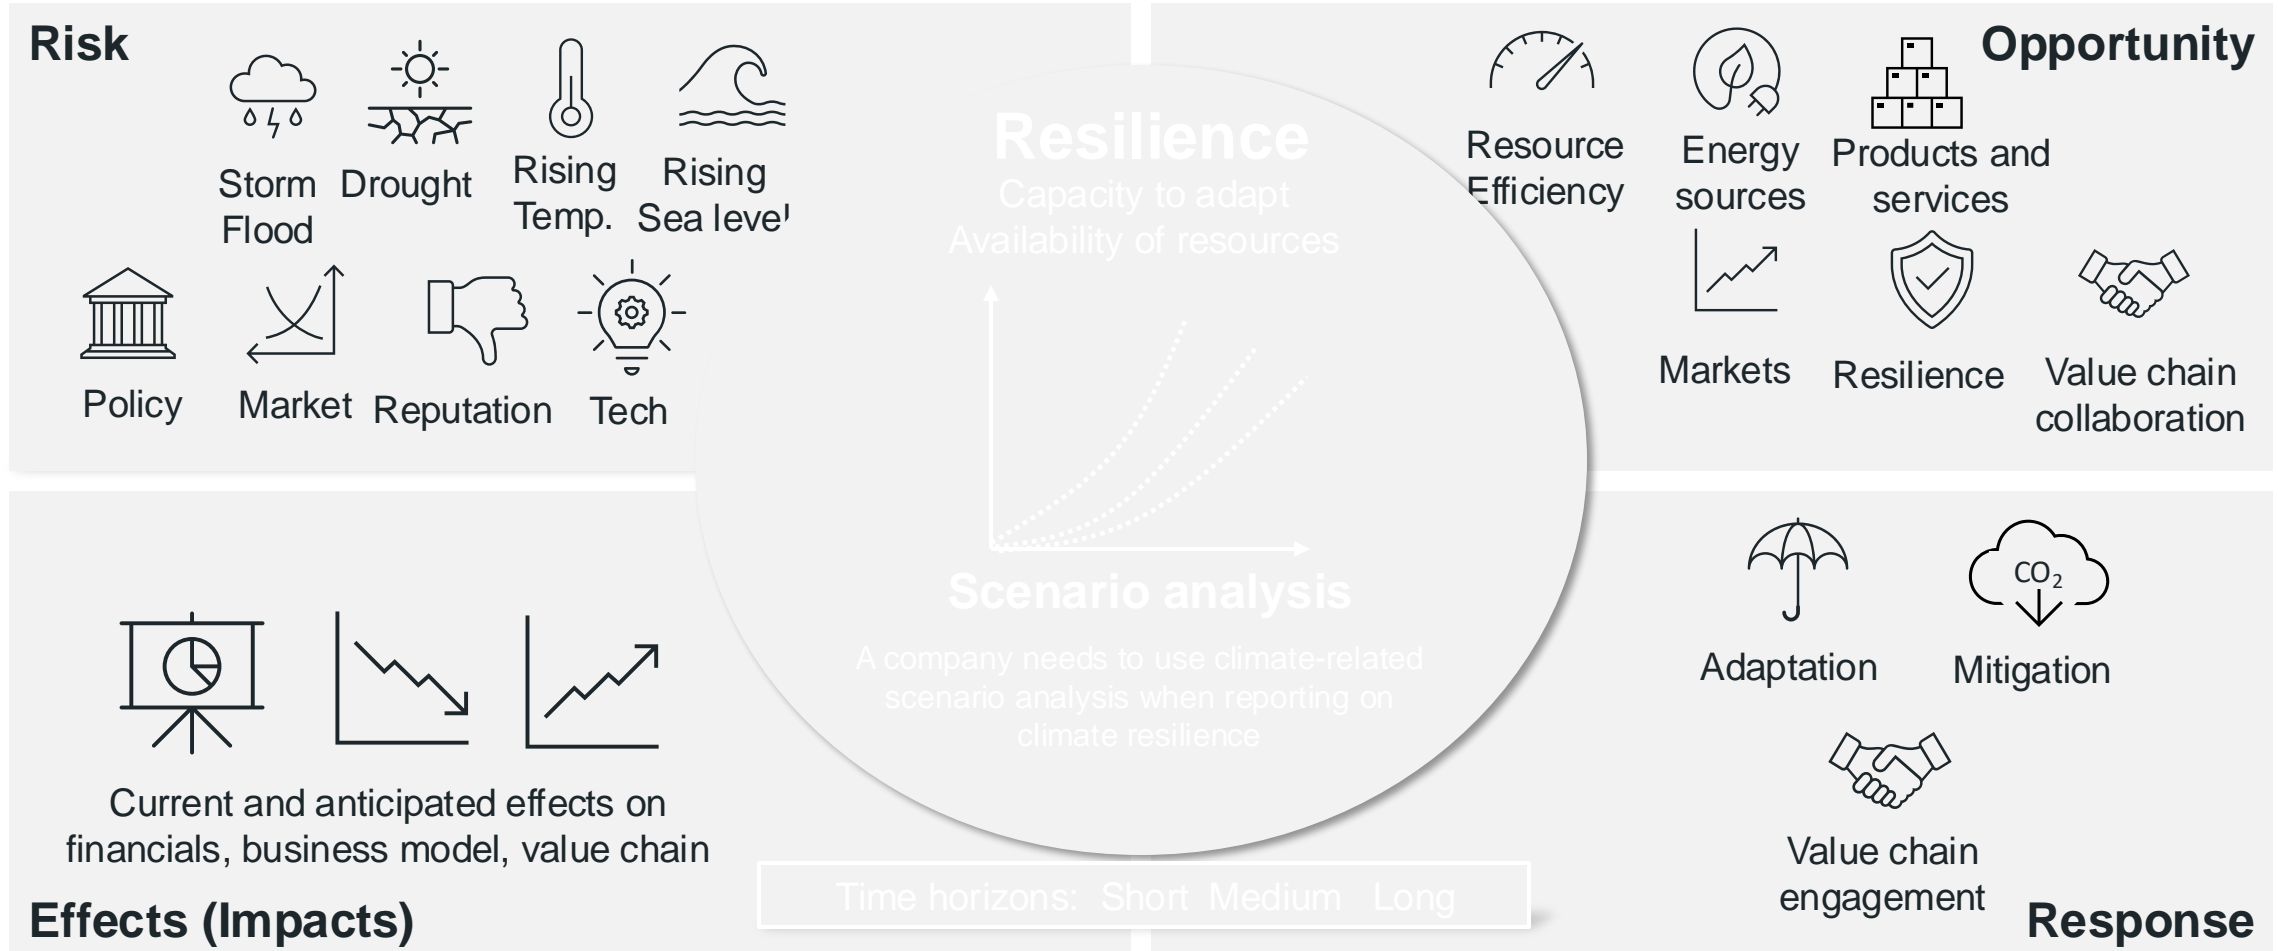 Risk
Storm
Flood
Drought
Rising
Temp.
Rising
Sea level
Policy
Market
Reputation
Tech
Opportunity
Resource
Efficiency
Energy
sources
Products and
services
Markets
Resilience
Value chain
collaboration
Resilience
Capacity to adapt
Availability of resources
Scenario analysis
A company needs to use climate-related
scenario analysis when reporting on
climate resilience
Time horizons: Short Medium Long
Current and anticipated effects on
financials, business model, value chain
Effects (Impacts)
CO₂
Adaptation
Mitigation
Value chain
engagement
Response